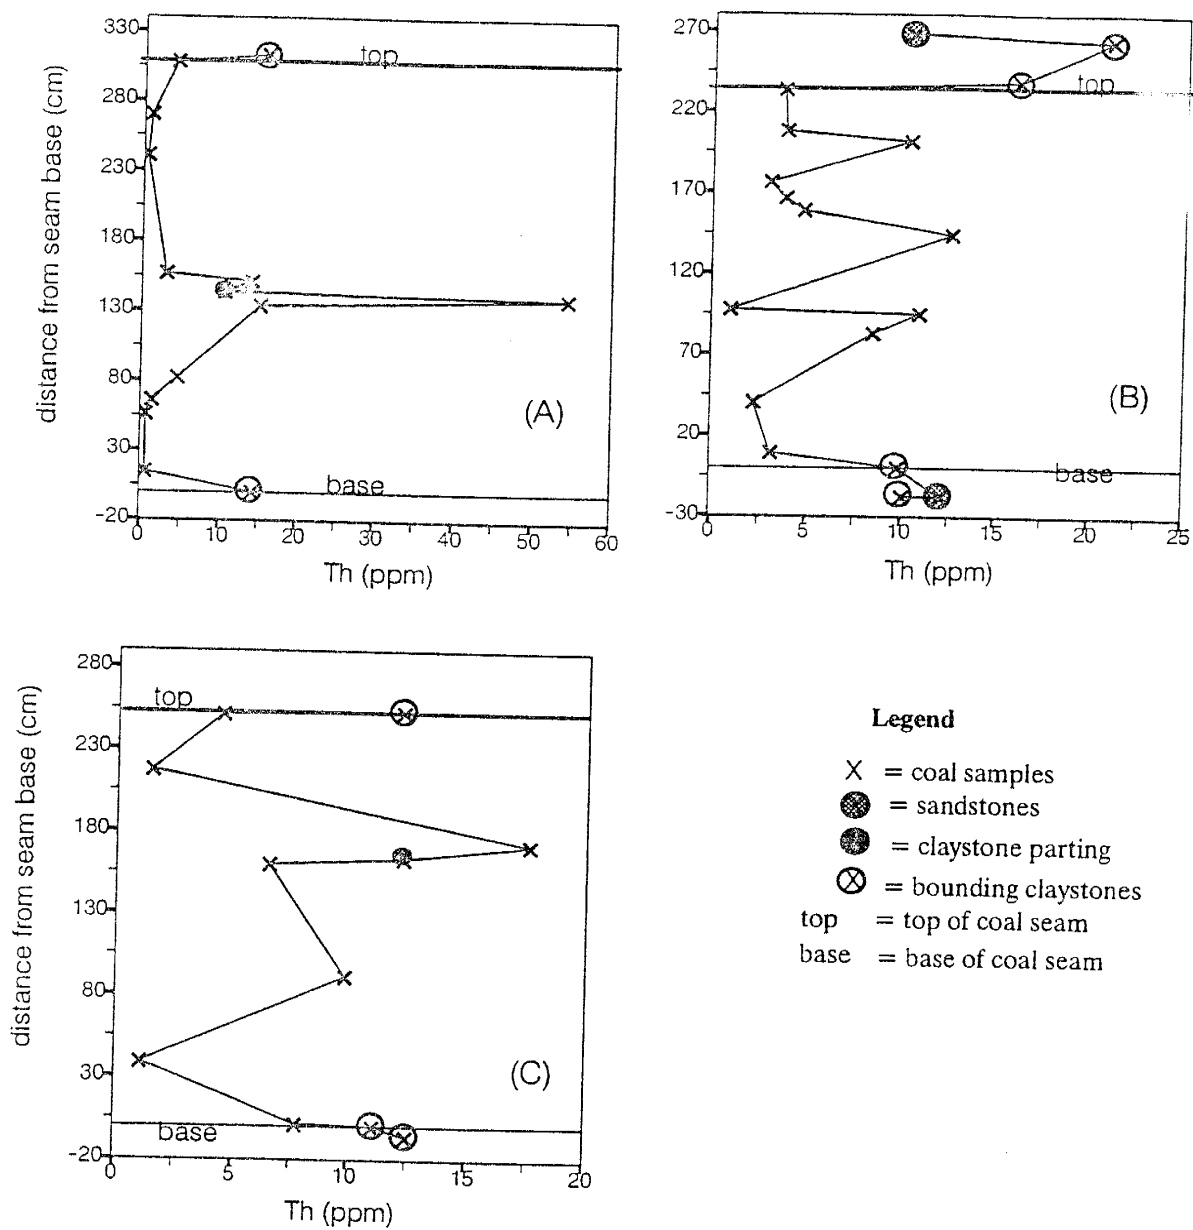 330
280
230
180
130
80
30
-20
distance from seam base (cm)
top
(A)
base
0
10
20
30
40
50
60
Th (ppm)
270
220
170
120
70
20
-30
top
(B)
base
0
5
10
15
20
25
Th (ppm)
280
230
180
130
80
30
-20
distance from seam base (cm)
top
(C)
base
0
5
10
15
20
Th (ppm)
Legend
= coal samples
= sandstones
= claystone parting
= bounding claystones
top = top of coal seam
base = base of coal seam